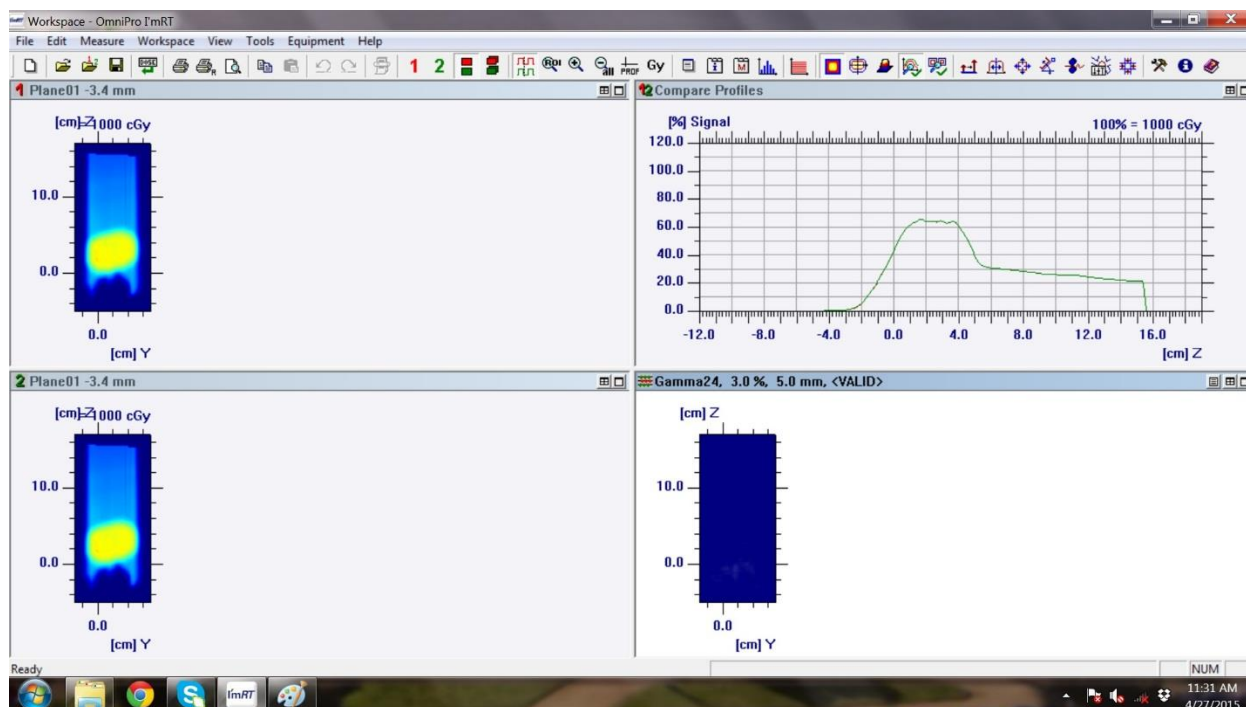 Workspace - OmniPro I'mRT
File Edit Measure Workspace View Tools Equipment Help
1 2 ROI all PROF Gy
1 Plane01 -3.4 mm
[cm] Z 1000 cGy
10.0
0.0
0.0
[cm] Y
12 Compare Profiles
[%] Signal 100% = 1000 cGy
120.0
100.0
80.0
60.0
40.0
20.0
0.0
-12.0 -8.0 -4.0 0.0 4.0 8.0 12.0 16.0
[cm] Z
2 Plane01 -3.4 mm
[cm] Z 1000 cGy
10.0
0.0
0.0
[cm] Y
Gamma24, 3.0 %, 5.0 mm, <VALID>
[cm] Z
10.0
0.0
0.0
[cm] Y
Ready NUM
I'mRT
11:31 AM
4/27/2015